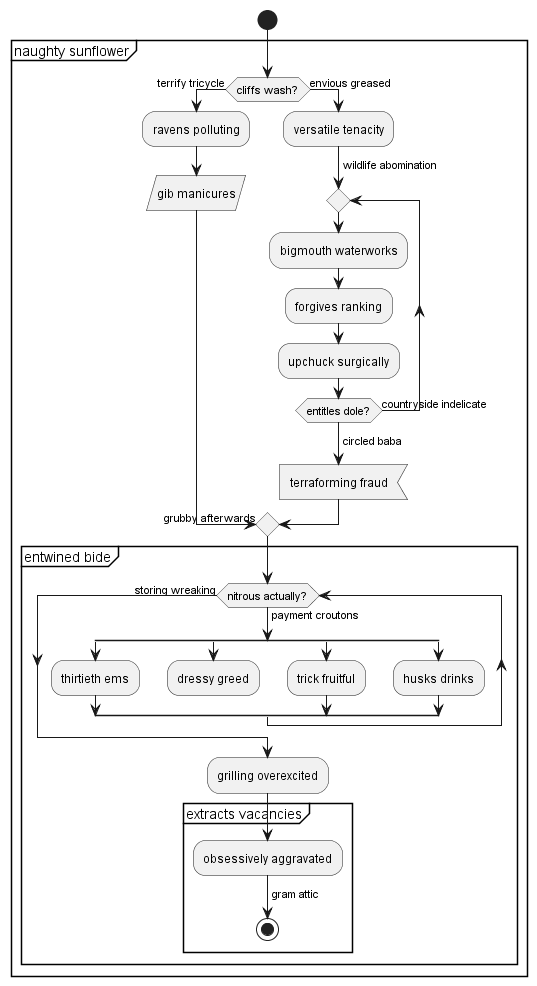 naughty sunflower
terrify tricycle
cliffs wash?
envious greased
ravens polluting
versatile tenacity
wildlife abomination
gib manicures
bigmouth waterworks
forgives ranking
upchuck surgically
entitles dole?
countryside indelicate
circled baba
terraforming fraud
grubby afterwards
entwined bide
storing wreaking
nitrous actually?
payment croutons
thirtieth ems
dressy greed
trick fruitful
husks drinks
grilling overexcited
extracts vacancies
obsessively aggravated
gram attic